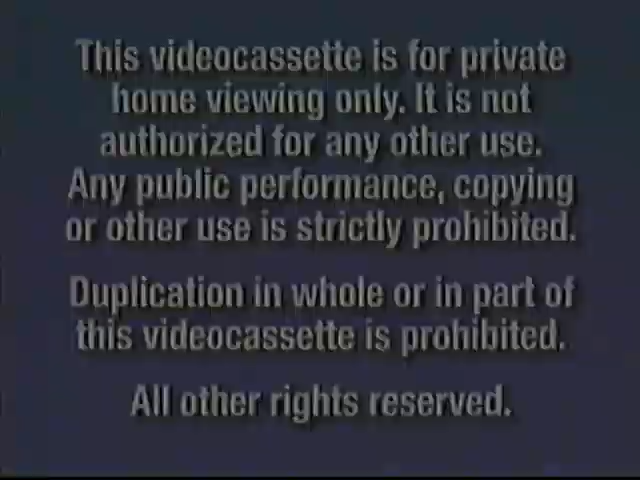 This videocassette is for private
home viewing only. It is not
authorized for any other use.
Any public performance, copying
or other use is strictly prohibited.
Duplication in whole or in part of
this videocassette is prohibited.
All other rights reserved.